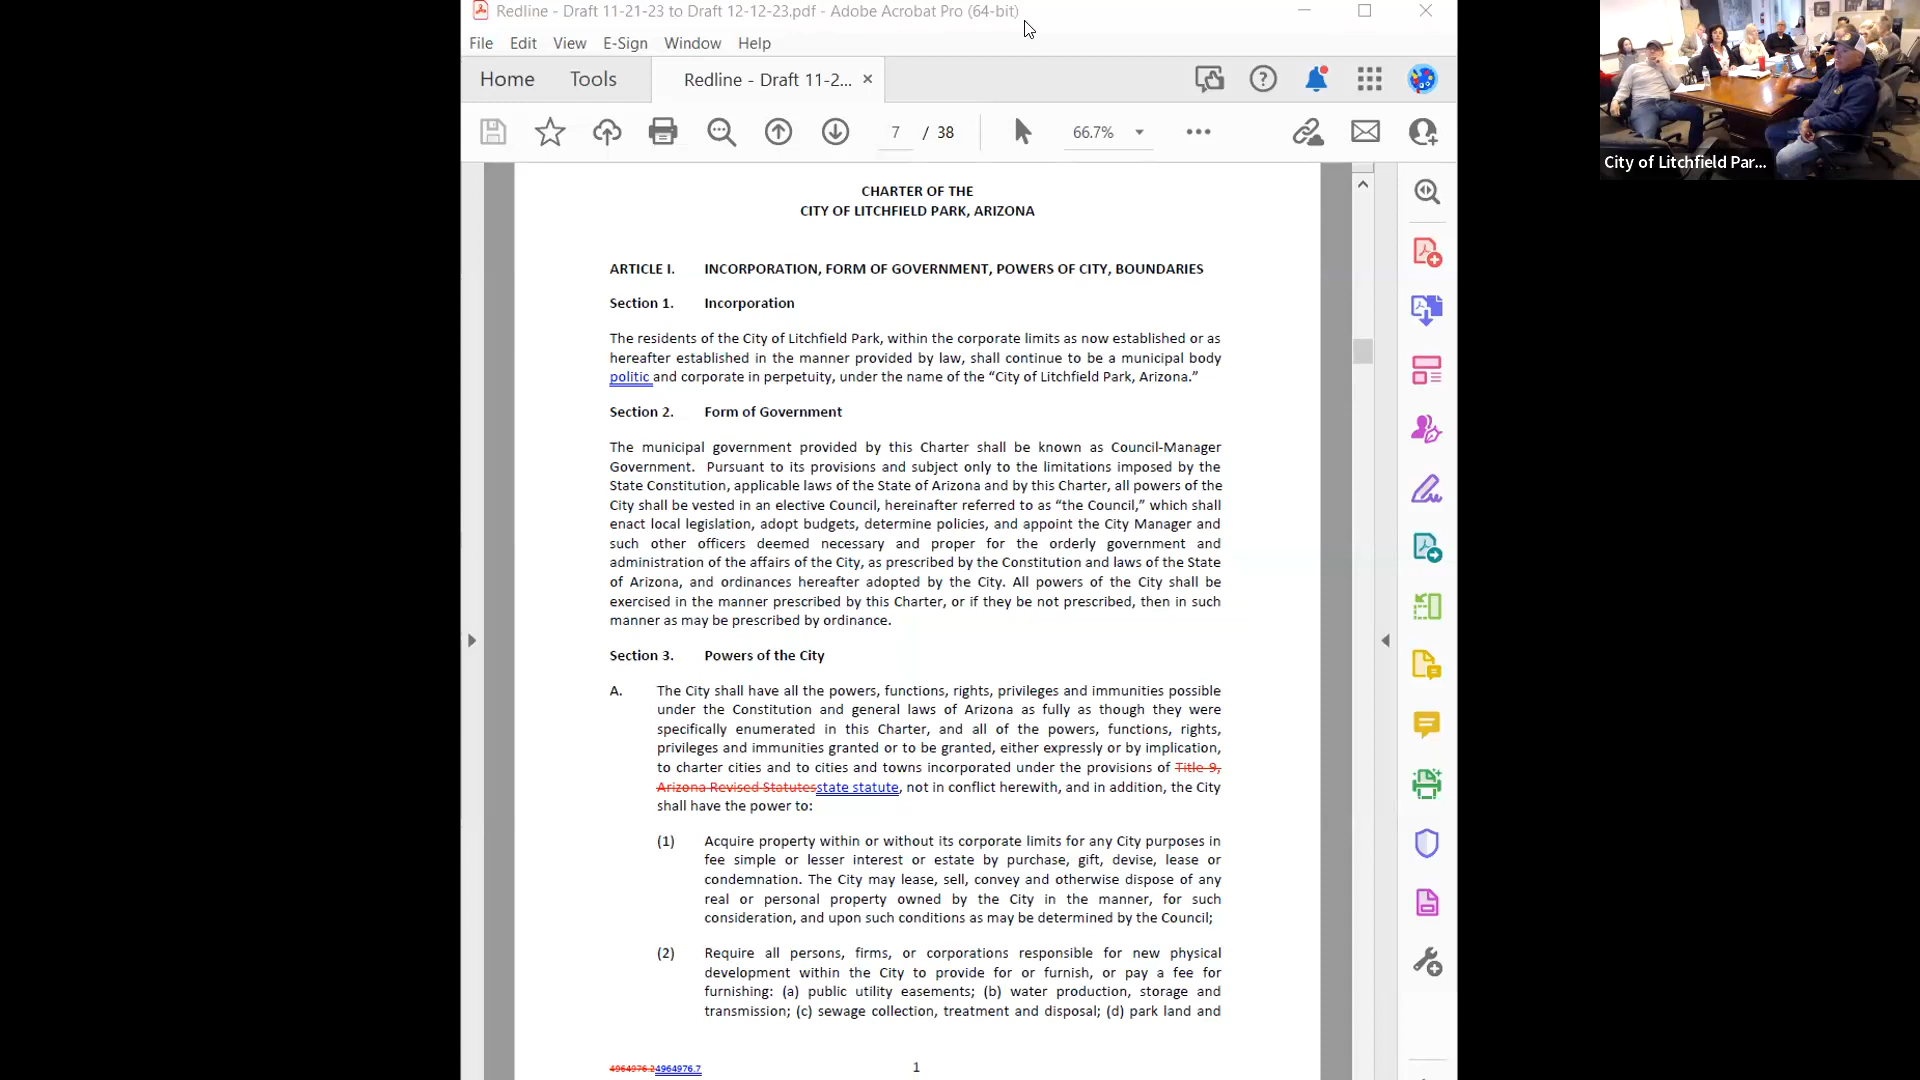 Redline - Draft 11-21-23 to Draft 12-12-23.pdf - Adobe Acrobat Pro (64-bit)
File Edit View E-Sign Window Help
Home Tools Redline - Draft 11-2... ×
7 / 38 66.7%
City of Litchfield Par...
CHARTER OF THE
CITY OF LITCHFIELD PARK, ARIZONA
ARTICLE I. INCORPORATION, FORM OF GOVERNMENT, POWERS OF CITY, BOUNDARIES
Section 1. Incorporation
The residents of the City of Litchfield Park, within the corporate limits as now established or as
hereafter established in the manner provided by law, shall continue to be a municipal body
politic and corporate in perpetuity, under the name of the “City of Litchfield Park, Arizona.”
Section 2. Form of Government
The municipal government provided by this Charter shall be known as Council-Manager
Government. Pursuant to its provisions and subject only to the limitations imposed by the
State Constitution, applicable laws of the State of Arizona and by this Charter, all powers of the
City shall be vested in an elective Council, hereinafter referred to as “the Council,” which shall
enact local legislation, adopt budgets, determine policies, and appoint the City Manager and
such other officers deemed necessary and proper for the orderly government and
administration of the affairs of the City, as prescribed by the Constitution and laws of the State
of Arizona, and ordinances hereafter adopted by the City. All powers of the City shall be
exercised in the manner prescribed by this Charter, or if they be not prescribed, then in such
manner as may be prescribed by ordinance.
Section 3. Powers of the City
A. The City shall have all the powers, functions, rights, privileges and immunities possible
under the Constitution and general laws of Arizona as fully as though they were
specifically enumerated in this Charter, and all of the powers, functions, rights,
privileges and immunities granted or to be granted, either expressly or by implication,
to charter cities and to cities and towns incorporated under the provisions of Title 9,
Arizona Revised Statutesstate statute, not in conflict herewith, and in addition, the City
shall have the power to:
(1) Acquire property within or without its corporate limits for any City purposes in
fee simple or lesser interest or estate by purchase, gift, devise, lease or
condemnation. The City may lease, sell, convey and otherwise dispose of any
real or personal property owned by the City in the manner, for such
consideration, and upon such conditions as may be determined by the Council;
(2) Require all persons, firms, or corporations responsible for new physical
development within the City to provide for or furnish, or pay a fee for
furnishing: (a) public utility easements; (b) water production, storage and
transmission; (c) sewage collection, treatment and disposal; (d) park land and
4964976.24964976.7 1